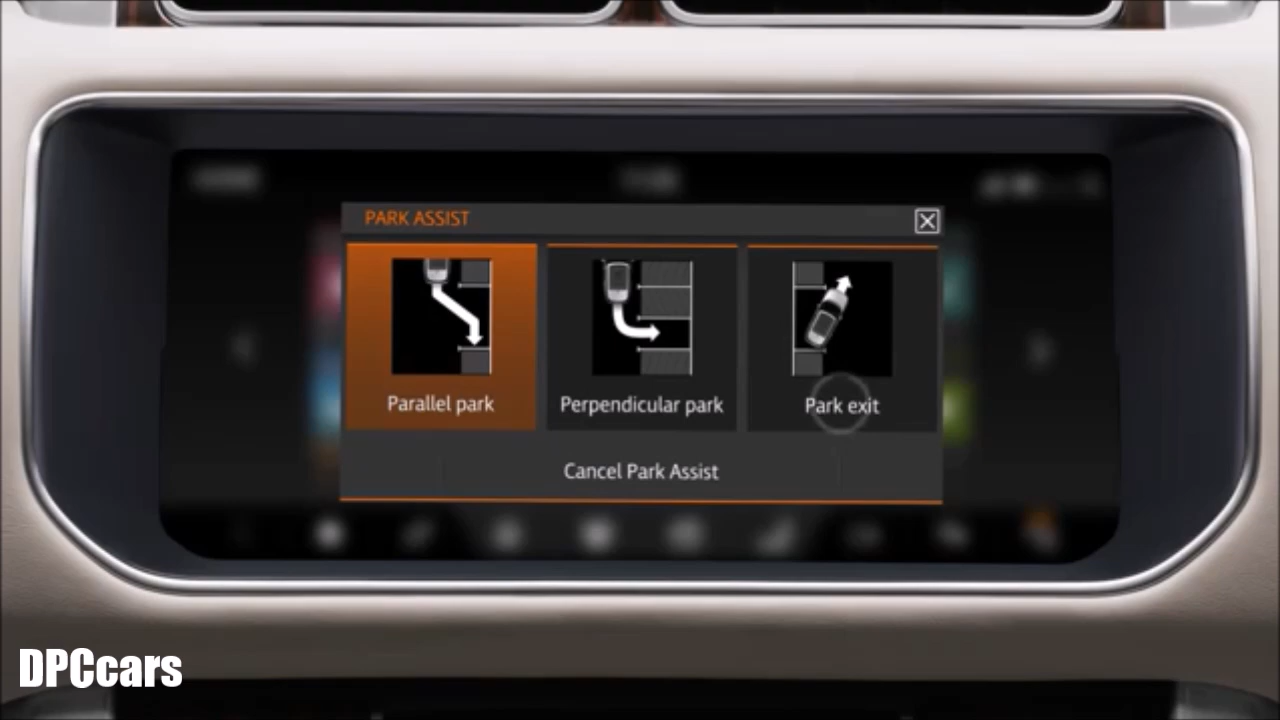 PARK ASSIST
Parallel park
Perpendicular park
Park exit
Cancel Park Assist
DPCcars